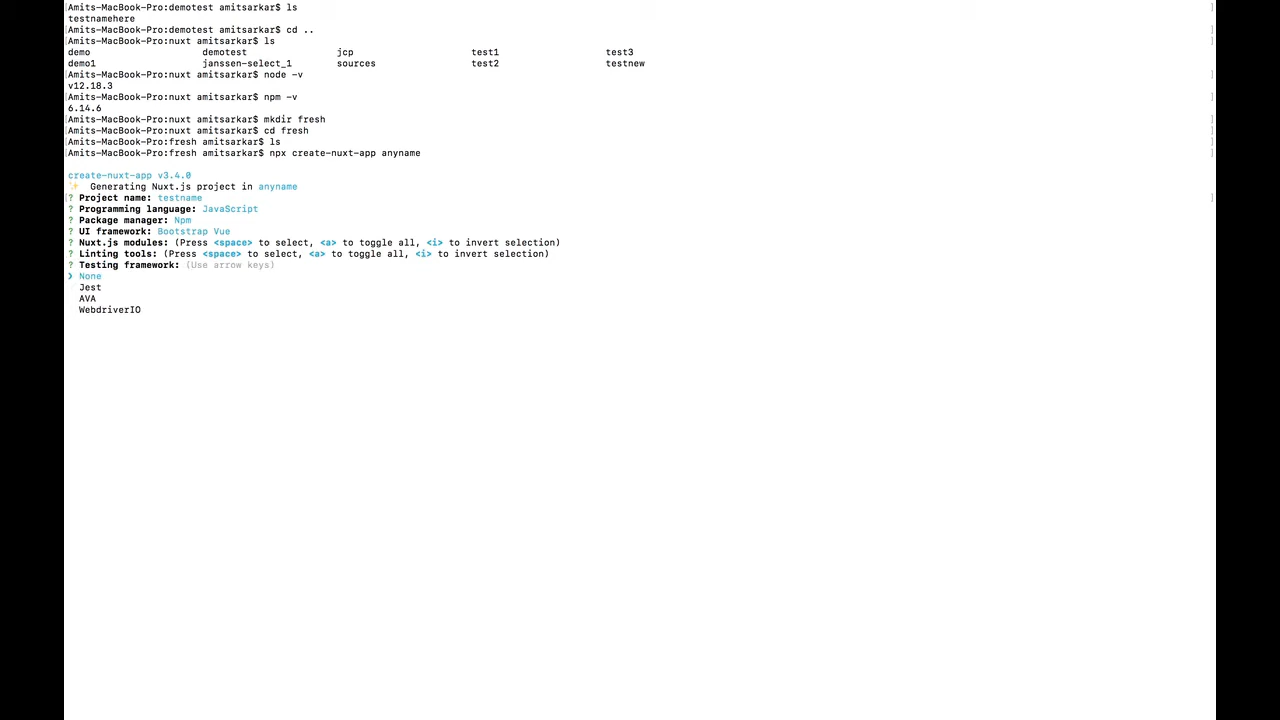 [Amits-MacBook-Pro:demotest amitsarkar$ ls ]
testnamehere
[Amits-MacBook-Pro:demotest amitsarkar$ cd .. ]
[Amits-MacBook-Pro:nuxt amitsarkar$ ls ]
demo demotest jcp test1 test3
demo1 janssen-select_1 sources test2 testnew
[Amits-MacBook-Pro:nuxt amitsarkar$ node -v ]
v12.18.3
[Amits-MacBook-Pro:nuxt amitsarkar$ npm -v ]
6.14.6
[Amits-MacBook-Pro:nuxt amitsarkar$ mkdir fresh ]
[Amits-MacBook-Pro:nuxt amitsarkar$ cd fresh ]
[Amits-MacBook-Pro:fresh amitsarkar$ ls ]
[Amits-MacBook-Pro:fresh amitsarkar$ npx create-nuxt-app anyname ]
create-nuxt-app v3.4.0
✨ Generating Nuxt.js project in anyname
[? Project name: testname ]
? Programming language: JavaScript
? Package manager: Npm
? UI framework: Bootstrap Vue
? Nuxt.js modules: (Press <space> to select, <a> to toggle all, <i> to invert selection)
? Linting tools: (Press <space> to select, <a> to toggle all, <i> to invert selection)
? Testing framework: (Use arrow keys)
❯ None
Jest
AVA
WebdriverIO